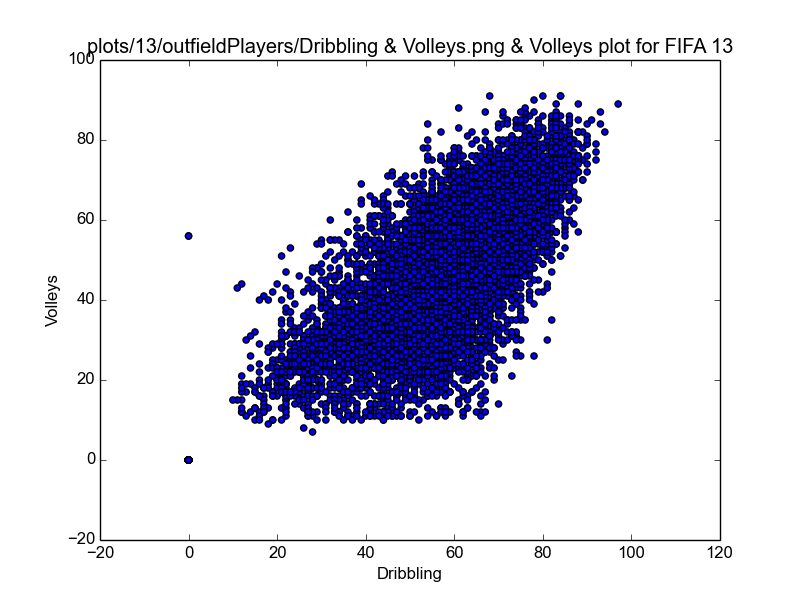 plots/13/outfieldPlayers/Dribbling & Volleys.png & Volleys plot for FIFA 13
100
80
60
40
20
0
−20
Volleys
−20 0 20 40 60 80 100 120
Dribbling